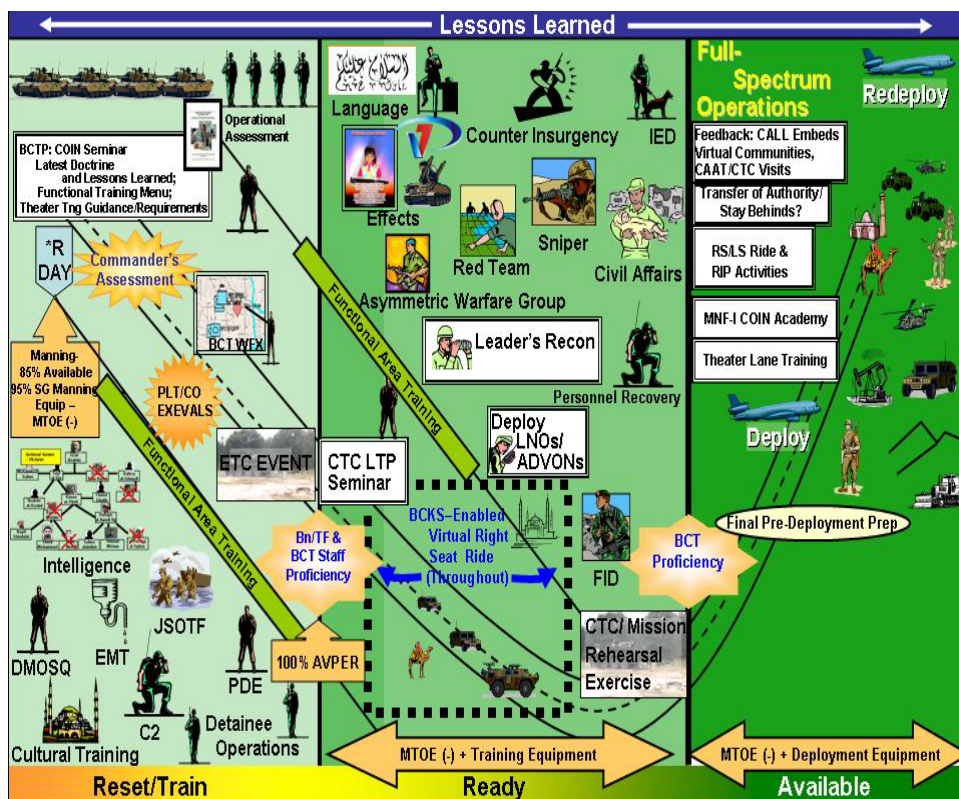 Lessons Learned
Operational
Assessment
BCTP: COIN Seminar
Latest Doctrine
and Lessons Learned;
Functional Training Menu;
Theater Tng Guidance/Requirements
*R
DAY
Commander's
Assessment
BCT WFX
Manning-
85% Available
95% SG Manning
Equip –
MTOE (-)
PLT/CO
EXEVALS
Functional Area Training
ETC EVENT
Bn/TF &
BCT Staff
Proficiency
Intelligence
JSOTF
DMOSQ
EMT
PDE
100% AVPER
C2
Detainee
Operations
Cultural Training
Reset/Train
السلام عليكم
Language
Counter Insurgency
IED
Effects
Red Team
Sniper
Civil Affairs
Asymmetric Warfare Group
Functional Area Training
Leader's Recon
Personnel Recovery
CTC LTP
Seminar
Deploy
LNOs/
ADVONs
BCKS–Enabled
Virtual Right
Seat Ride
(Throughout)
FID
BCT
Proficiency
CTC/ Mission
Rehearsal
Exercise
MTOE (-) + Training Equipment
Ready
Full-
Spectrum
Operations
Redeploy
Feedback: CALL Embeds
Virtual Communities,
CAAT/CTC Visits
Transfer of Authority/
Stay Behinds?
RS/LS Ride &
RIP Activities
MNF-I COIN Academy
Theater Lane Training
Deploy
Final Pre-Deployment Prep
MTOE (-) + Deployment Equipment
Available